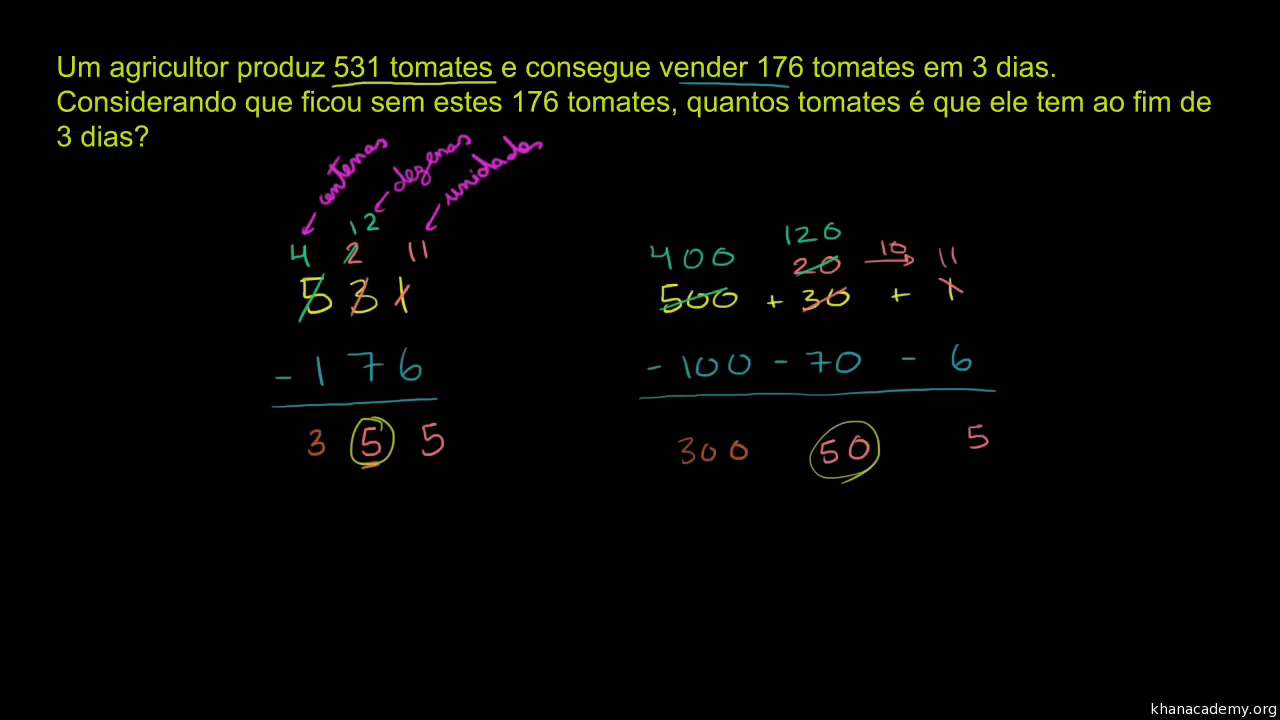 Um agricultor produz 531 tomates e consegue vender 176 tomates em 3 dias.
Considerando que ficou sem estes 176 tomates, quantos tomates é que ele tem ao fim de
3 dias?
centenas dezenas unidades
12
4 2 11
5 3 1
- 1 7 6
3 5 5
120
400 20 10 11
500 + 30 + 1
- 100 - 70 - 6
300 50 5
khanacademy.org